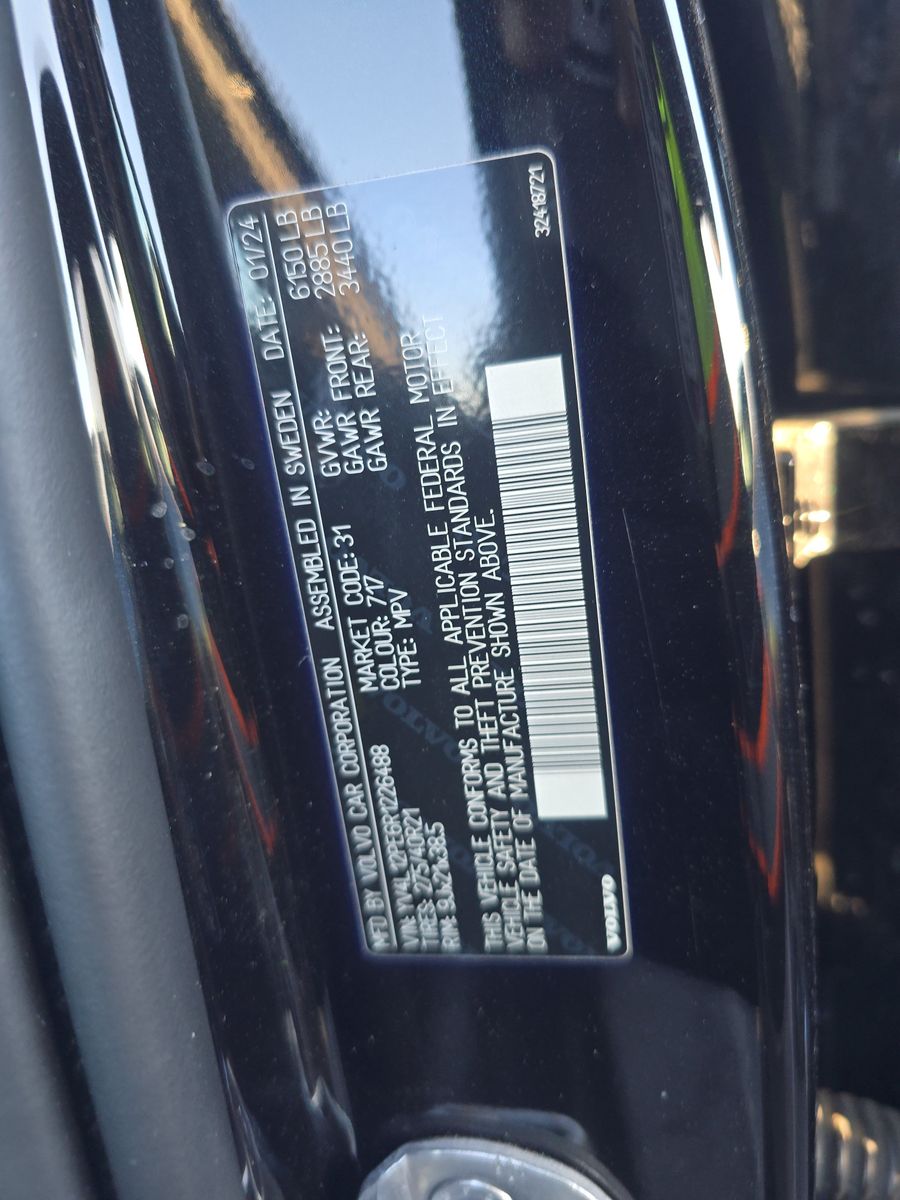 MFD BY VOLVO CAR CORPORATION ASSEMBLED IN SWEDEN DATE: 01/24
VIN: YV4L12PE6R1226488 MARKET CODE: 31 GVWR: 6150 LB
TIRES: 275/40R21 COLOUR: 717 GAWR FRONT: 2885 LB
RIM: 9Jx21x38.5 TYPE: MPV GAWR REAR: 3440 LB
THIS VEHICLE CONFORMS TO ALL APPLICABLE FEDERAL MOTOR
VEHICLE SAFETY AND THEFT PREVENTION STANDARDS IN EFFECT
ON THE DATE OF MANUFACTURE SHOWN ABOVE.
VOLVO 32418721